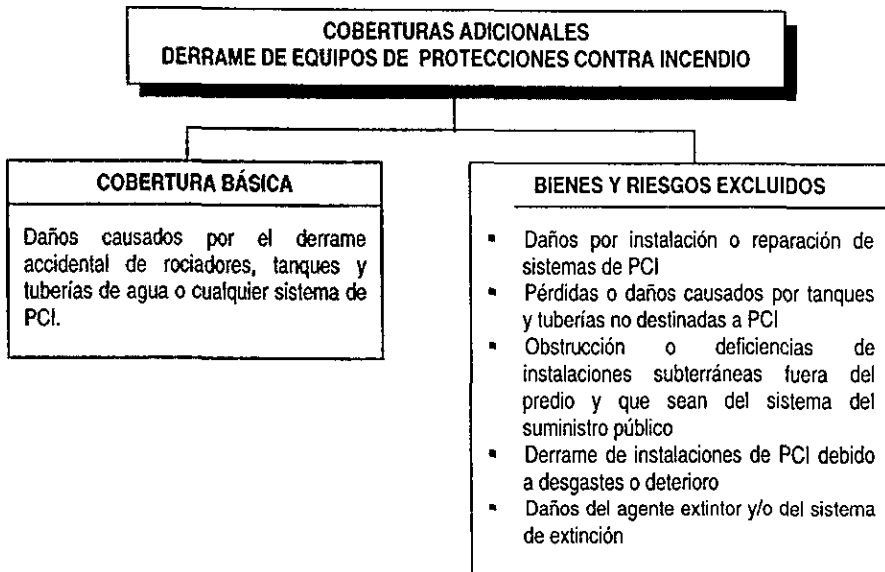 COBERTURAS ADICIONALES
DERRAME DE EQUIPOS DE PROTECCIONES CONTRA INCENDIO
COBERTURA BÁSICA
Daños causados por el derrame
accidental de rociadores, tanques y
tuberías de agua o cualquier sistema de
PCI.
BIENES Y RIESGOS EXCLUIDOS
▪ Daños por instalación o reparación de
sistemas de PCI
▪ Pérdidas o daños causados por tanques
y tuberías no destinadas a PCI
▪ Obstrucción o deficiencias de
instalaciones subterráneas fuera del
predio y que sean del sistema del
suministro público
▪ Derrame de instalaciones de PCI debido
a desgastes o deterioro
▪ Daños del agente extintor y/o del sistema
de extinción